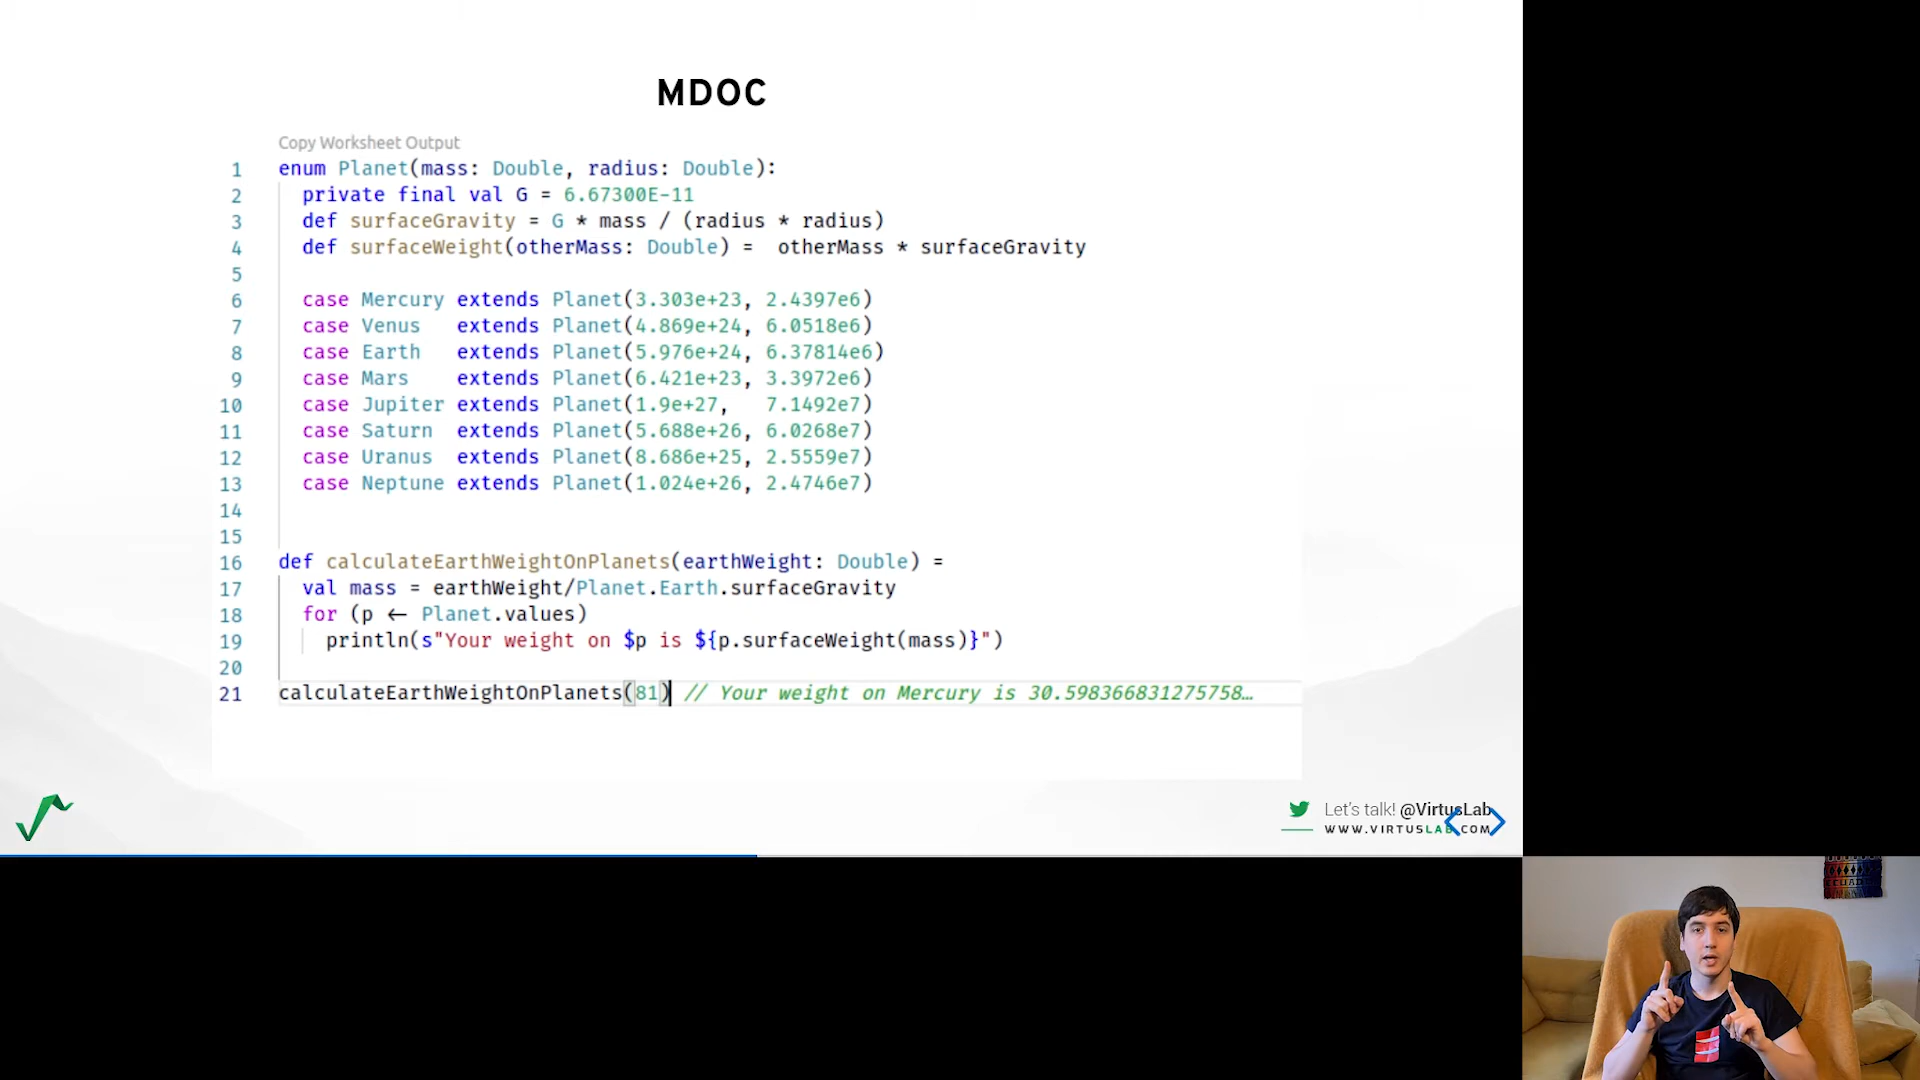 MDOC
Copy Worksheet Output
1 enum Planet(mass: Double, radius: Double):
2 private final val G = 6.67300E-11
3 def surfaceGravity = G * mass / (radius * radius)
4 def surfaceWeight(otherMass: Double) = otherMass * surfaceGravity
5
6 case Mercury extends Planet(3.303e+23, 2.4397e6)
7 case Venus extends Planet(4.869e+24, 6.0518e6)
8 case Earth extends Planet(5.976e+24, 6.37814e6)
9 case Mars extends Planet(6.421e+23, 3.3972e6)
10 case Jupiter extends Planet(1.9e+27, 7.1492e7)
11 case Saturn extends Planet(5.688e+26, 6.0268e7)
12 case Uranus extends Planet(8.686e+25, 2.5559e7)
13 case Neptune extends Planet(1.024e+26, 2.4746e7)
14
15
16 def calculateEarthWeightOnPlanets(earthWeight: Double) =
17 val mass = earthWeight/Planet.Earth.surfaceGravity
18 for (p ← Planet.values)
19 println(s"Your weight on $p is ${p.surfaceWeight(mass)}")
20
21 calculateEarthWeightOnPlanets(81) // Your weight on Mercury is 30.598366831275758…
Let's talk! @VirtusLab
WWW.VIRTUSLAB.COM
ECUAD